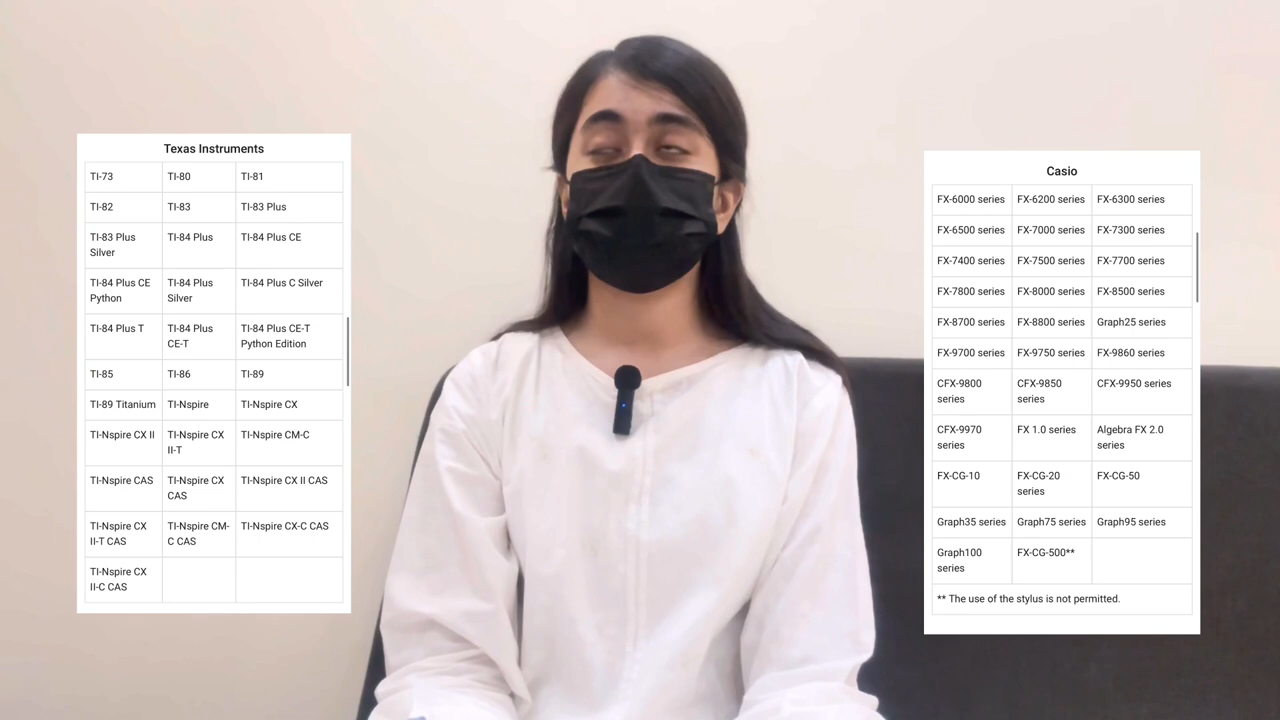 Texas Instruments
TI-73 TI-80 TI-81
TI-82 TI-83 TI-83 Plus
TI-83 Plus Silver TI-84 Plus TI-84 Plus CE
TI-84 Plus CE Python TI-84 Plus Silver TI-84 Plus C Silver
TI-84 Plus T TI-84 Plus CE-T TI-84 Plus CE-T Python Edition
TI-85 TI-86 TI-89
TI-89 Titanium TI-Nspire TI-Nspire CX
TI-Nspire CX II TI-Nspire CX II-T TI-Nspire CM-C
TI-Nspire CAS TI-Nspire CX CAS TI-Nspire CX II CAS
TI-Nspire CX II-T CAS TI-Nspire CM-C CAS TI-Nspire CX-C CAS
TI-Nspire CX II-C CAS
Casio
FX-6000 series FX-6200 series FX-6300 series
FX-6500 series FX-7000 series FX-7300 series
FX-7400 series FX-7500 series FX-7700 series
FX-7800 series FX-8000 series FX-8500 series
FX-8700 series FX-8800 series Graph25 series
FX-9700 series FX-9750 series FX-9860 series
CFX-9800 series CFX-9850 series CFX-9950 series
CFX-9970 series FX 1.0 series Algebra FX 2.0 series
FX-CG-10 FX-CG-20 series FX-CG-50
Graph35 series Graph75 series Graph95 series
Graph100 series FX-CG-500**
** The use of the stylus is not permitted.